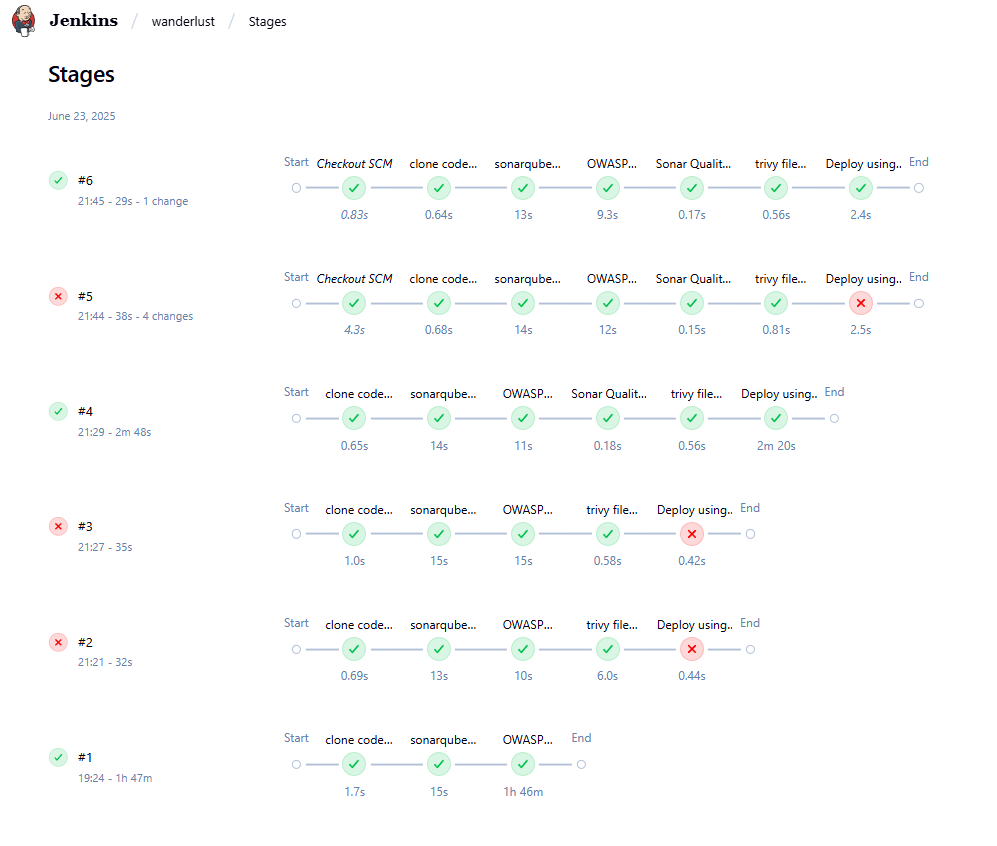 Jenkins / wanderlust / Stages
Stages
June 23, 2025
Start Checkout SCM clone code... sonarqube... OWASP... Sonar Qualit... trivy file... Deploy using.. End
#6
21:45 - 29s - 1 change
0.83s 0.64s 13s 9.3s 0.17s 0.56s 2.4s
Start Checkout SCM clone code... sonarqube... OWASP... Sonar Qualit... trivy file... Deploy using.. End
#5
21:44 - 38s - 4 changes
4.3s 0.68s 14s 12s 0.15s 0.81s 2.5s
Start clone code... sonarqube... OWASP... Sonar Qualit... trivy file... Deploy using.. End
#4
21:29 - 2m 48s
0.65s 14s 11s 0.18s 0.56s 2m 20s
Start clone code... sonarqube... OWASP... trivy file... Deploy using.. End
#3
21:27 - 35s
1.0s 15s 15s 0.58s 0.42s
Start clone code... sonarqube... OWASP... trivy file... Deploy using.. End
#2
21:21 - 32s
0.69s 13s 10s 6.0s 0.44s
Start clone code... sonarqube... OWASP... End
#1
19:24 - 1h 47m
1.7s 15s 1h 46m